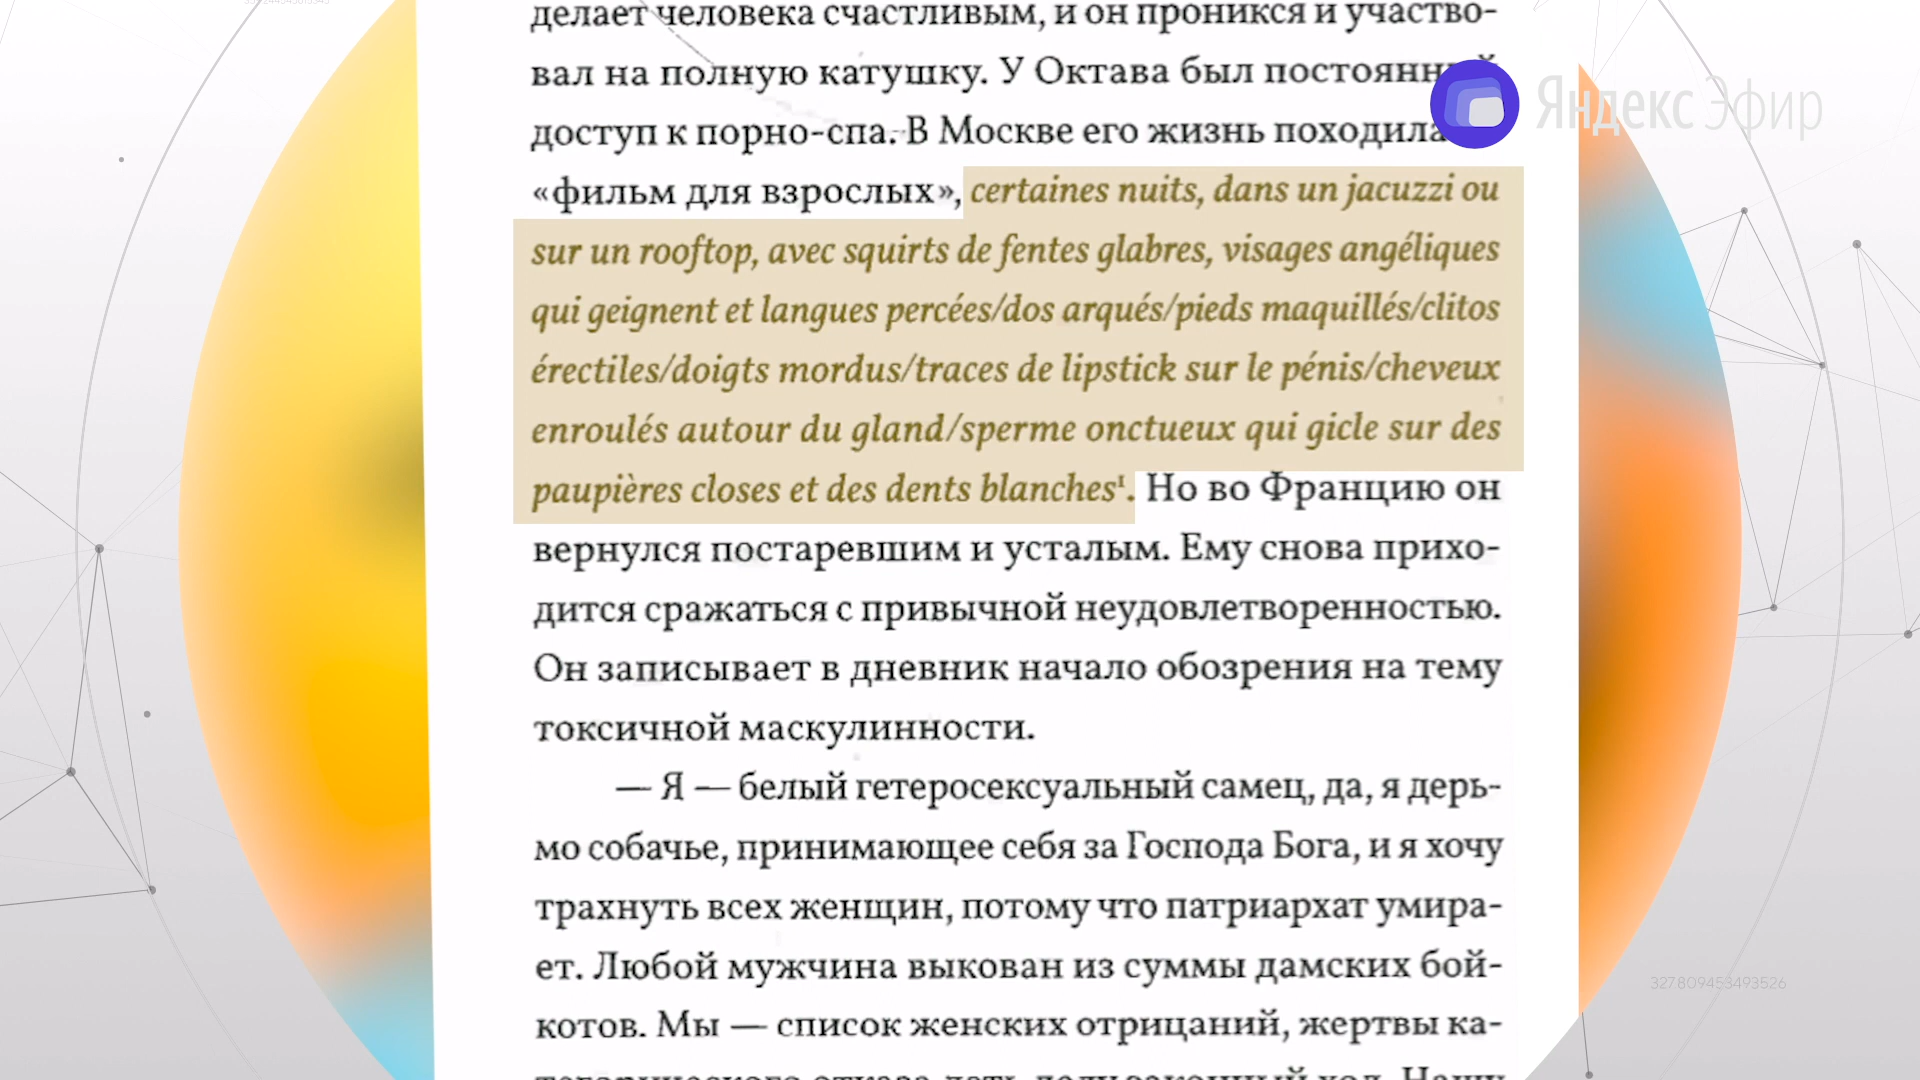 делает человека счастливым, и он проникся и участво-
вал на полную катушку. У Октава был постоянный
доступ к порно-спа. В Москве его жизнь походила
«фильм для взрослых», certaines nuits, dans un jacuzzi ou
sur un rooftop, avec squirts de fentes glabres, visages angéliques
qui geignent et langues percées/dos arqués/pieds maquillés/clitos
érectiles/doigts mordus/traces de lipstick sur le pénis/cheveux
enroulés autour du gland/sperme onctueux qui gicle sur des
paupières closes et des dents blanches¹. Но во Францию он
вернулся постаревшим и усталым. Ему снова прихо-
дится сражаться с привычной неудовлетворенностью.
Он записывает в дневник начало обозрения на тему
токсичной маскулинности.
— Я — белый гетеросексуальный самец, да, я дерь-
мо собачье, принимающее себя за Господа Бога, и я хочу
трахнуть всех женщин, потому что патриархат умира-
ет. Любой мужчина выкован из суммы дамских бой-
котов. Мы — список женских отрицаний, жертвы ка-
Яндекс Эфир
327809453493526